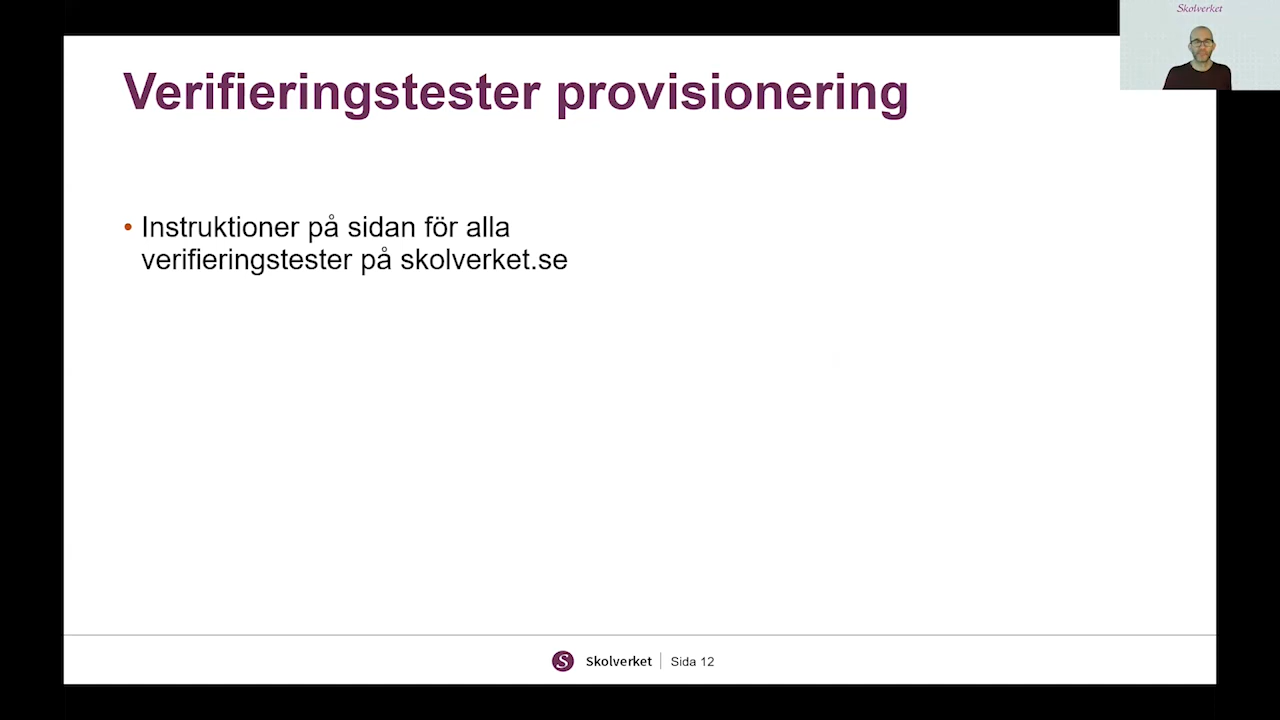 Skolverket
Verifieringstester provisionering
• Instruktioner på sidan för alla
verifieringstester på skolverket.se
S Skolverket | Sida 12